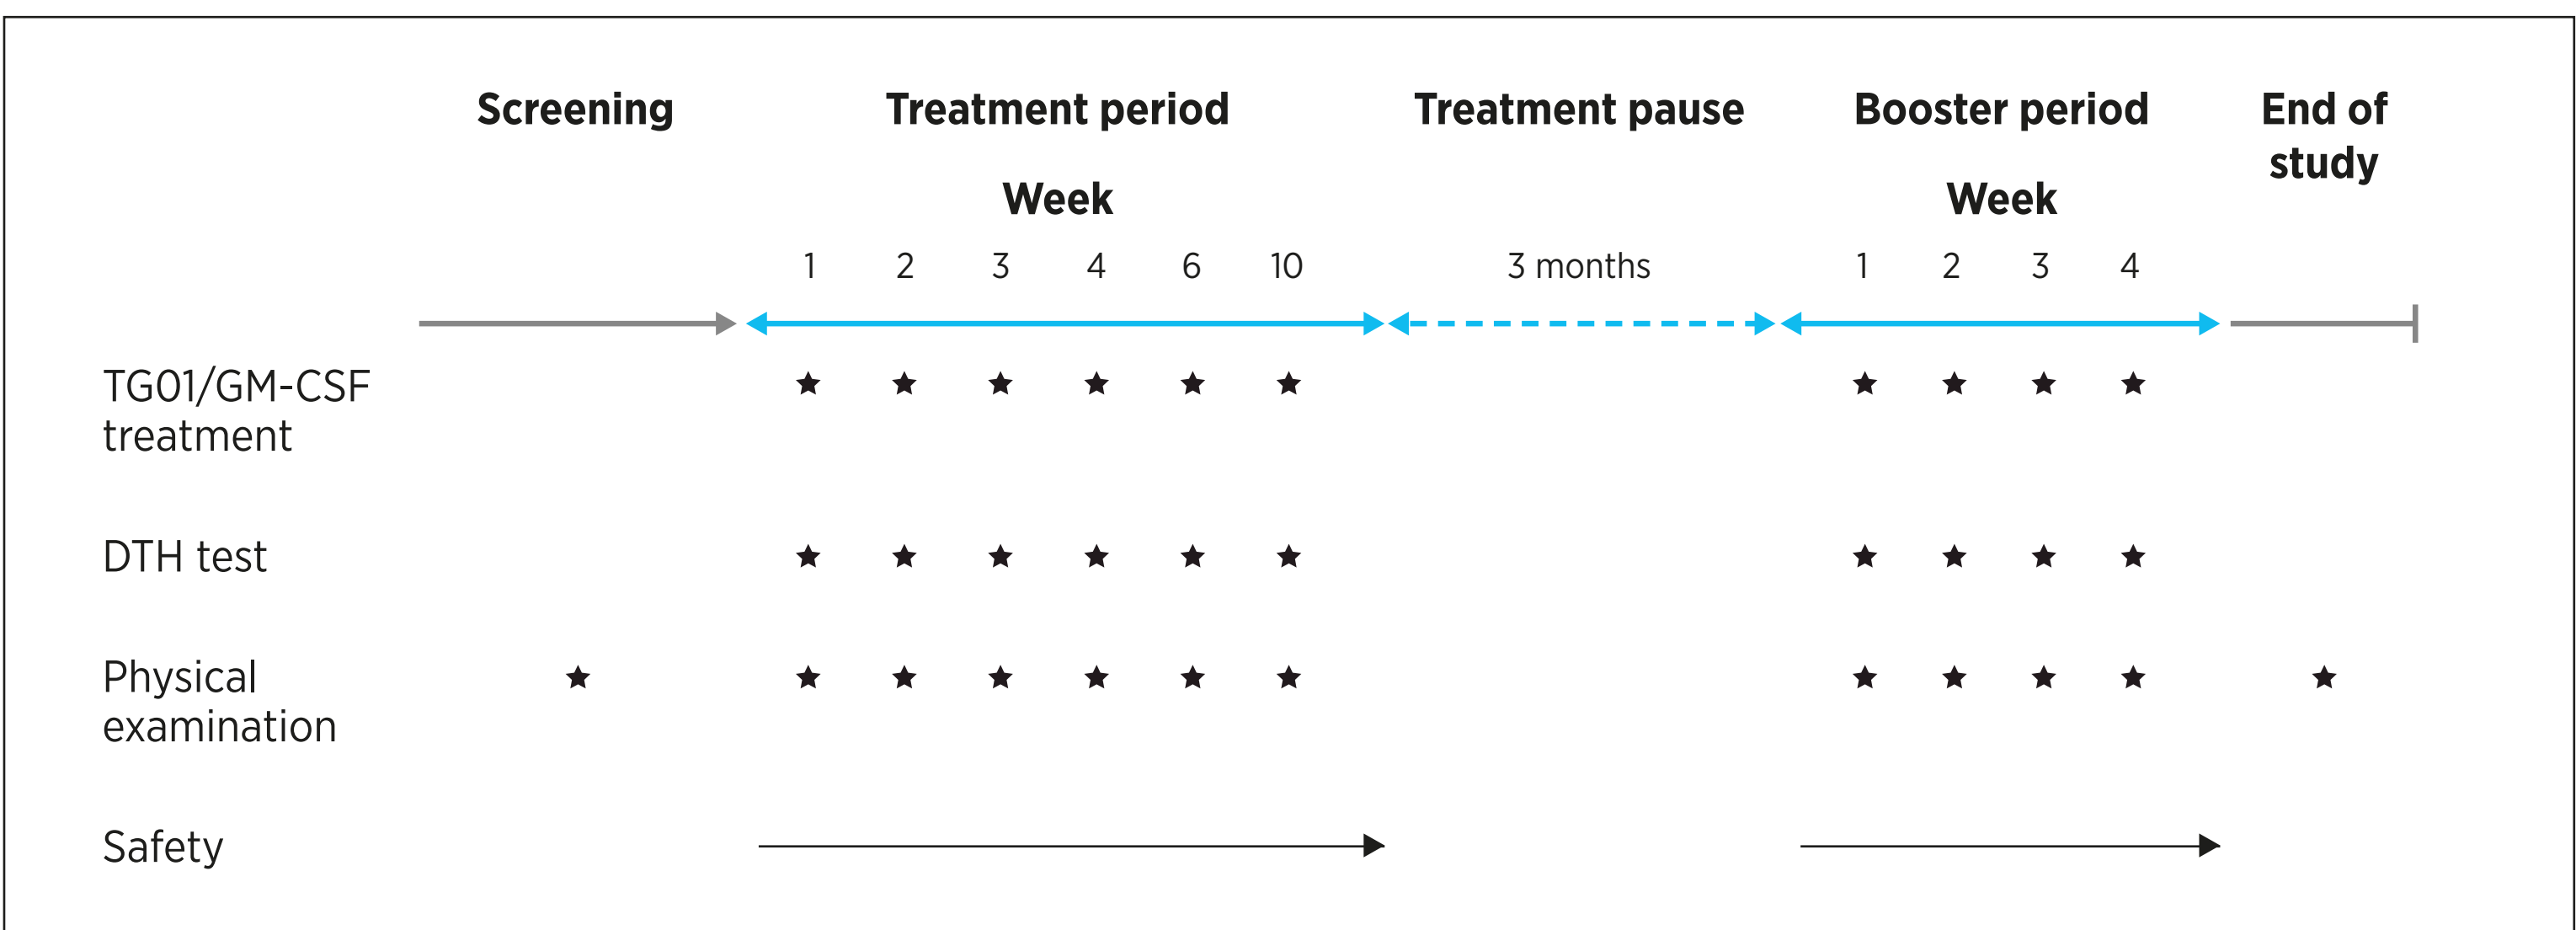 Screening Treatment period Treatment pause Booster period End of
study
Week Week
1 2 3 4 6 10 3 months 1 2 3 4
TG01/GM-CSF
treatment
DTH test
Physical
examination
Safety